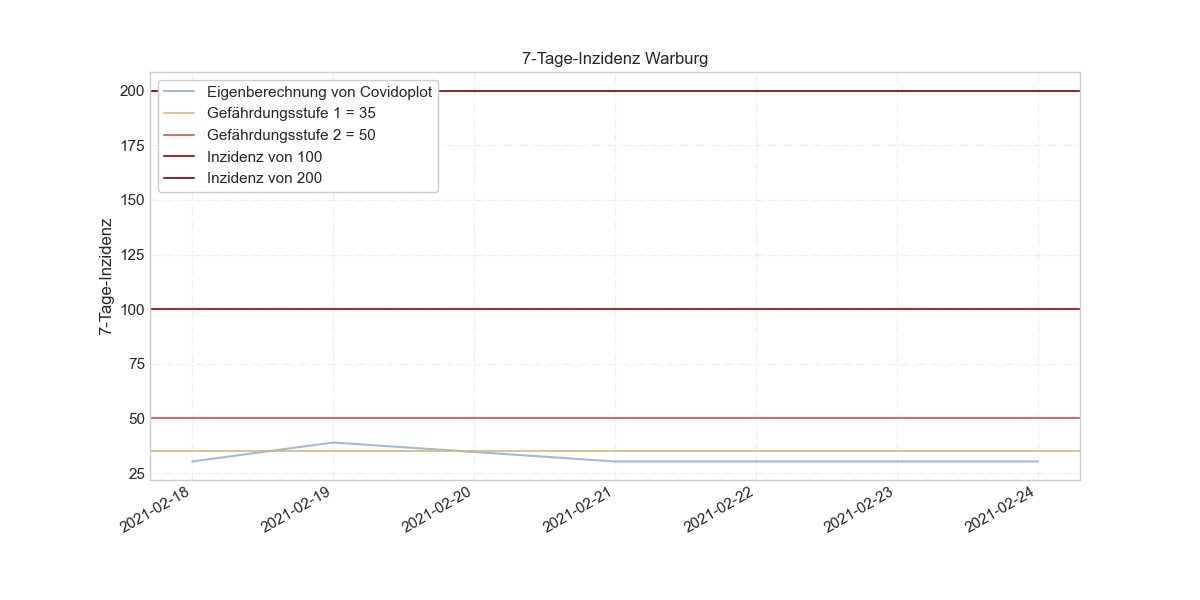 7-Tage-Inzidenz Warburg
Eigenberechnung von Covidoplot
Gefährdungsstufe 1 = 35
Gefährdungsstufe 2 = 50
Inzidenz von 100
Inzidenz von 200
7-Tage-Inzidenz
200
175
150
125
100
75
50
25
2021-02-18
2021-02-19
2021-02-20
2021-02-21
2021-02-22
2021-02-23
2021-02-24